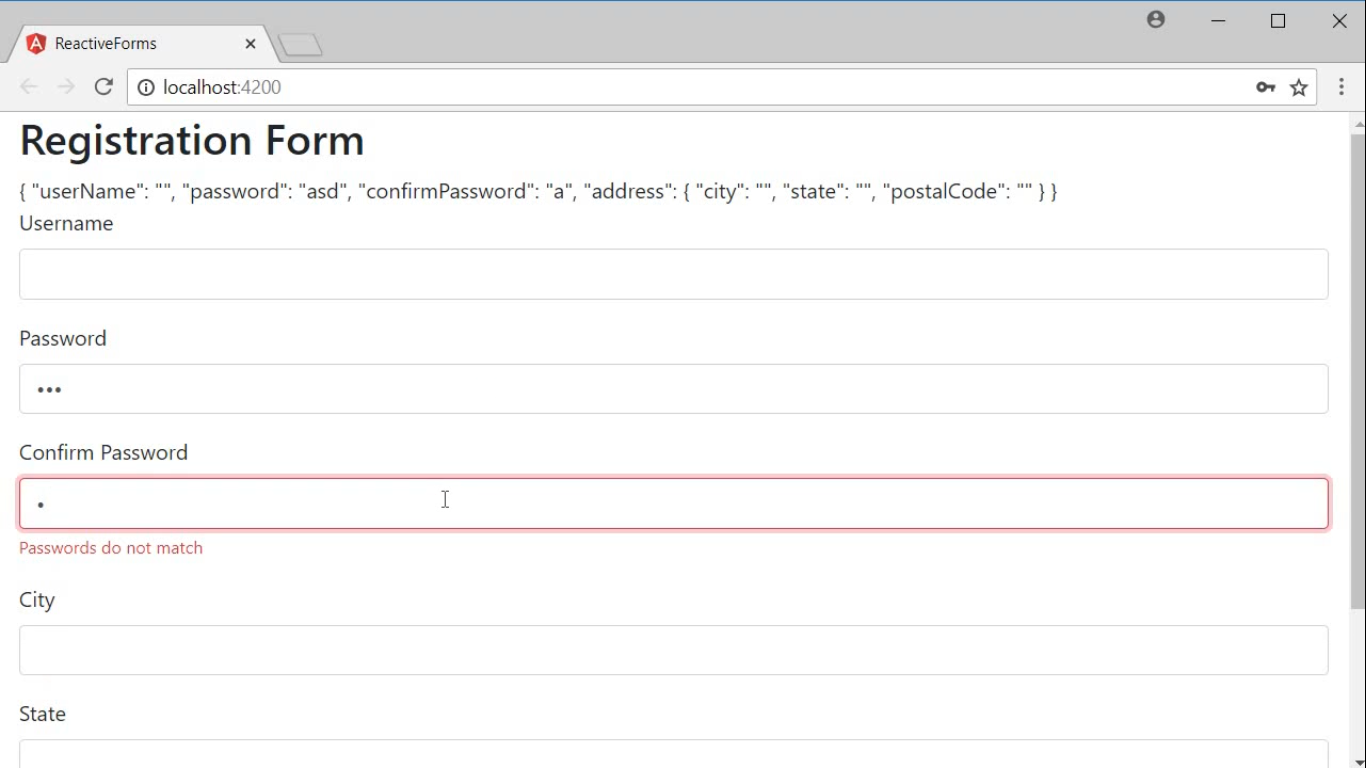 ReactiveForms
localhost:4200
Registration Form
{ "userName": "", "password": "asd", "confirmPassword": "a", "address": { "city": "", "state": "", "postalCode": "" } }
Username
Password
•••
Confirm Password
•
Passwords do not match
City
State